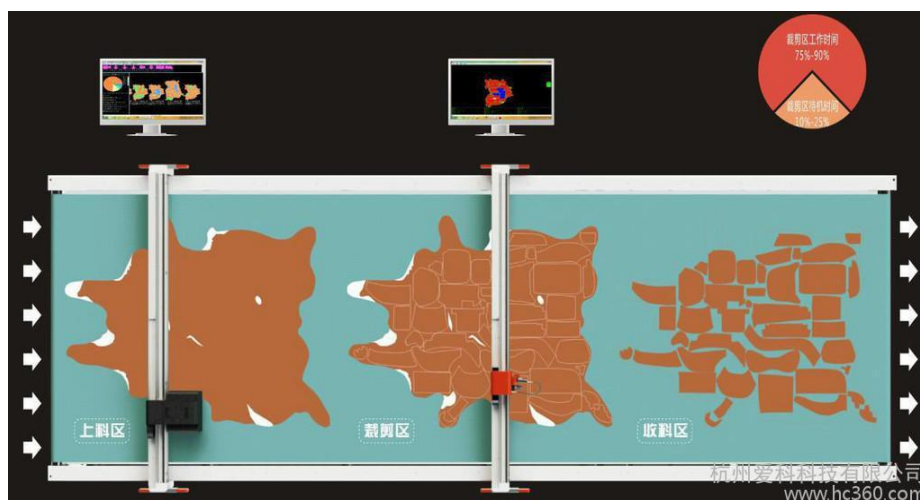 裁剪区工作时间
75%-90%
裁剪区待机时间
10%-25%
上料区
裁剪区
收料区
杭州爱科科技有限公司
www.hc360.com